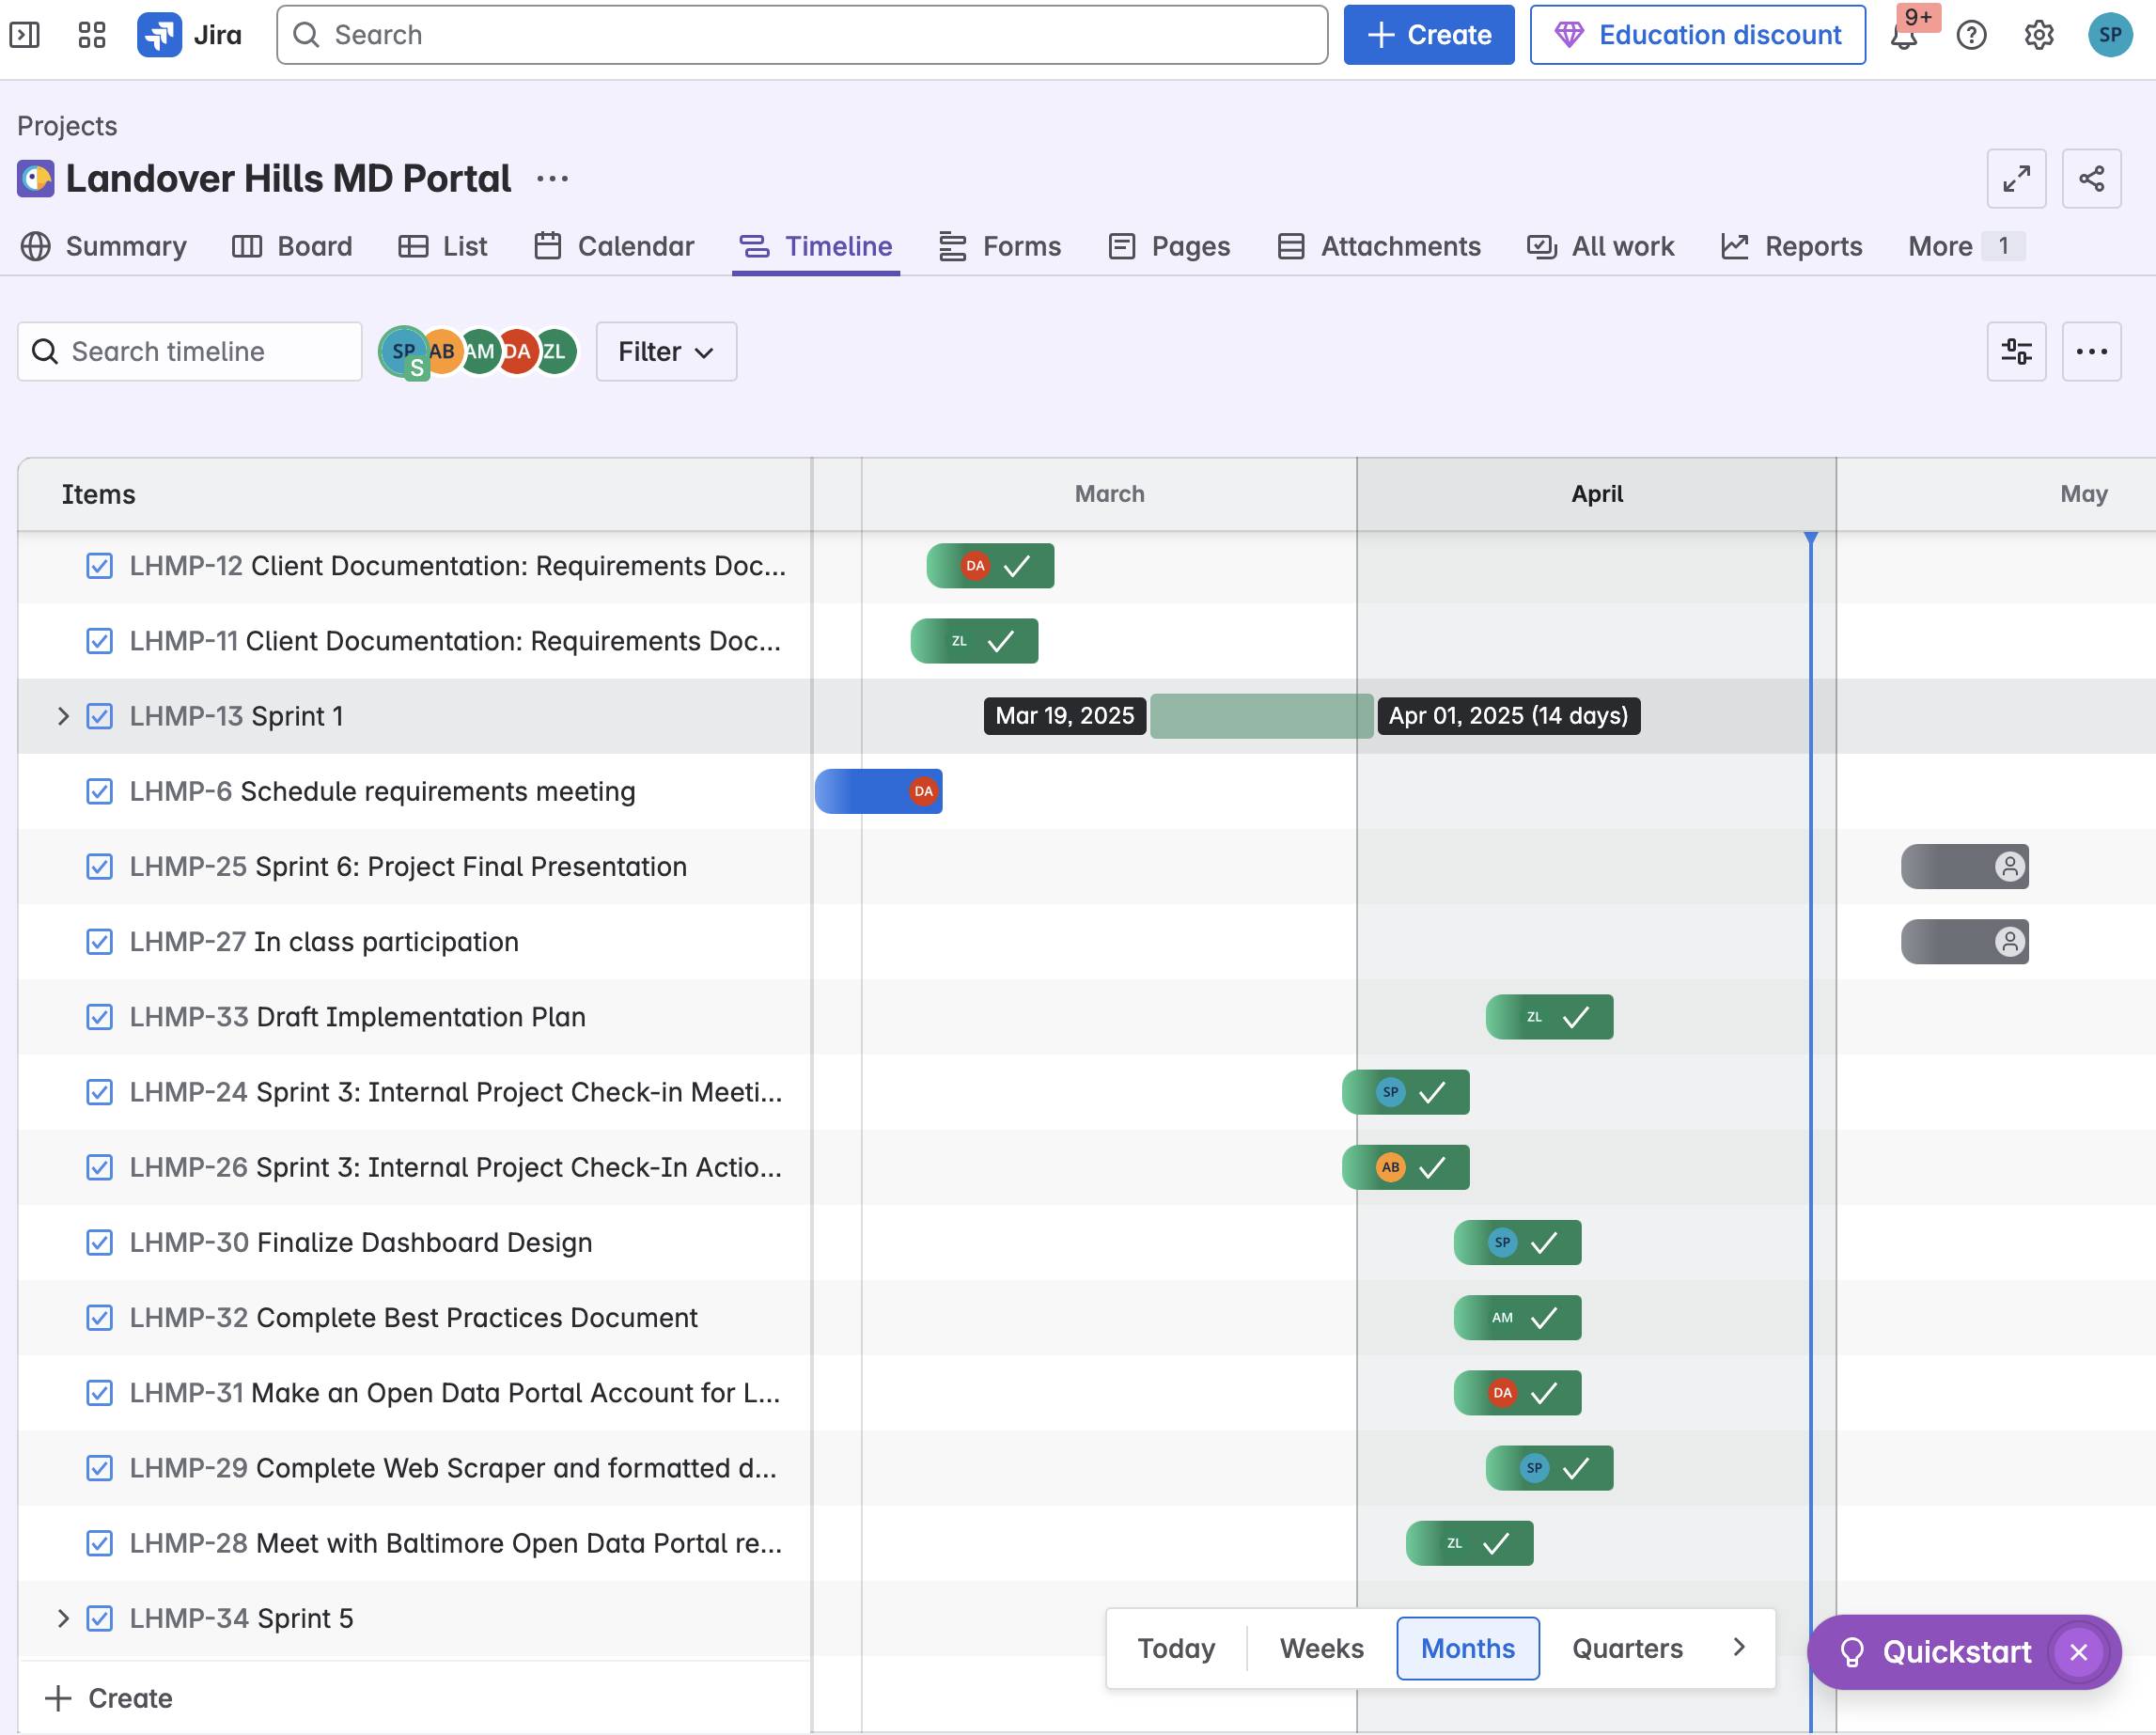 Jira
Search
Create
Education discount
9+
SP
Projects
Landover Hills MD Portal
Summary
Board
List
Calendar
Timeline
Forms
Pages
Attachments
All work
Reports
More 1
Search timeline
SP S AB AM DA ZL
Filter
Items
March
April
May
LHMP-12 Client Documentation: Requirements Doc...
DA
LHMP-11 Client Documentation: Requirements Doc...
ZL
LHMP-13 Sprint 1
Mar 19, 2025
Apr 01, 2025 (14 days)
LHMP-6 Schedule requirements meeting
DA
LHMP-25 Sprint 6: Project Final Presentation
LHMP-27 In class participation
LHMP-33 Draft Implementation Plan
ZL
LHMP-24 Sprint 3: Internal Project Check-in Meeti...
SP
LHMP-26 Sprint 3: Internal Project Check-In Actio...
AB
LHMP-30 Finalize Dashboard Design
SP
LHMP-32 Complete Best Practices Document
AM
LHMP-31 Make an Open Data Portal Account for L...
DA
LHMP-29 Complete Web Scraper and formatted d...
SP
LHMP-28 Meet with Baltimore Open Data Portal re...
ZL
LHMP-34 Sprint 5
Today
Weeks
Months
Quarters
Quickstart
Create